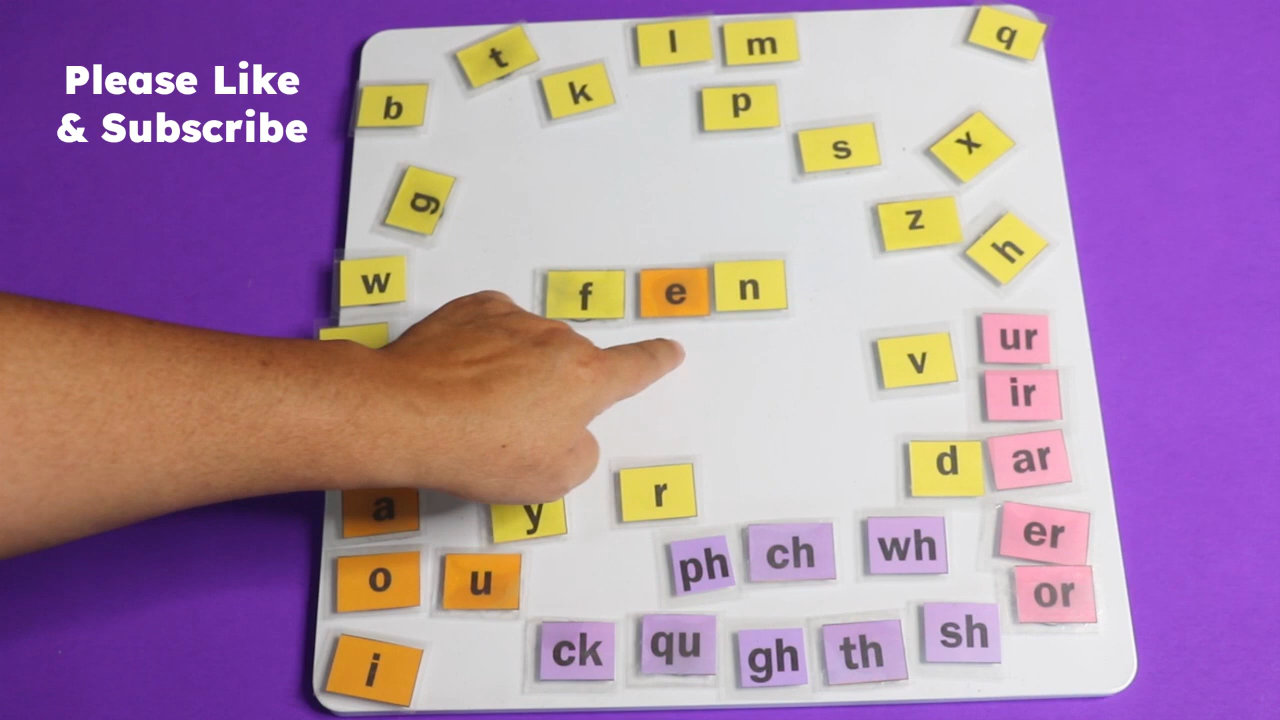 Please Like
& Subscribe
t
l
m
q
k
b
p
s
x
g
z
h
w
f e n
v
ur
ir
d
ar
a
y
r
er
ph
ch
wh
o
u
or
ck
qu
gh
th
sh
i